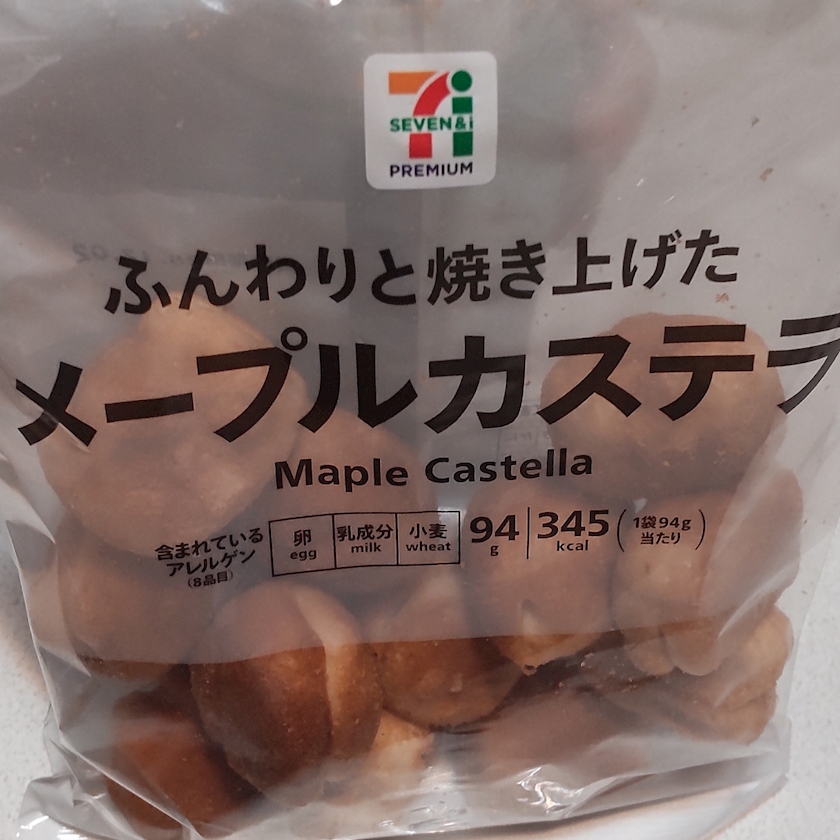 SEVEN&i
PREMIUM
ふんわりと焼き上げた
メープルカステラ
Maple Castella
含まれている
アレルゲン
(8品目)
卵
egg
乳成分
milk
小麦
wheat
94
g
345
kcal
(1袋94g
当たり)